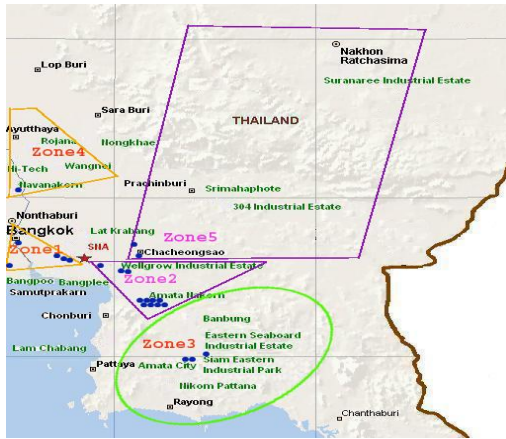 Nakhon
Ratchasima
Lop Buri
Suranaree Industrial Estate
Sara Buri
THAILAND
Ayutthaya
Rojana
Nongkhae
Zone4
Hi-Tech
Wangnei
Navanakorn
Prachinburi
Srimahaphote
304 Industrial Estate
Nonthaburi
Bangkok
Lat Krabang
Zone5
Zone1
SIIA
Chacheongsao
Wellgrow Industrial Estate
Bangpoo
Bangplee
Zone2
Samutprakarn
Amata Nakorn
Chonburi
Banbung
Eastern Seaboard
Industrial Estate
Zone3
Lam Chabang
Pattaya
Amata City
Siam Eastern
Industrial Park
Nikom Pattana
Rayong
Chanthaburi